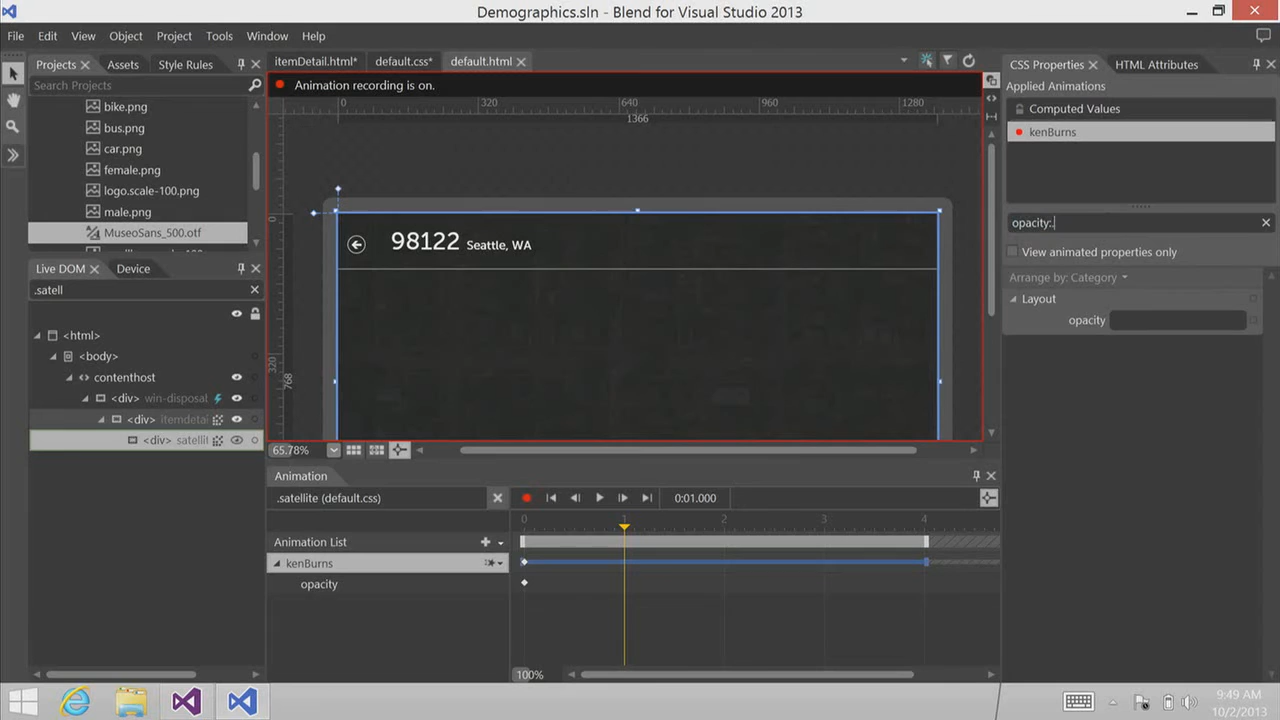 Demographics.sln - Blend for Visual Studio 2013
File Edit View Object Project Tools Window Help
Projects Assets Style Rules
Search Projects
bike.png
bus.png
car.png
female.png
logo.scale-100.png
male.png
MuseoSans_500.otf
Live DOM Device
.satell
<html>
<body>
contenthost
<div> win-disposal
<div> itemdetai
<div> satellit
itemDetail.html* default.css* default.html
Animation recording is on.
0 320 640 960 1280
1366
0
320
768
98122 Seattle, WA
65.78%
Animation
.satellite (default.css)
0:01.000
0 1 2 3 4
Animation List
kenBurns
opacity
100%
CSS Properties HTML Attributes
Applied Animations
Computed Values
kenBurns
opacity:.
View animated properties only
Arrange by: Category
Layout
opacity
9:49 AM
10/2/2013